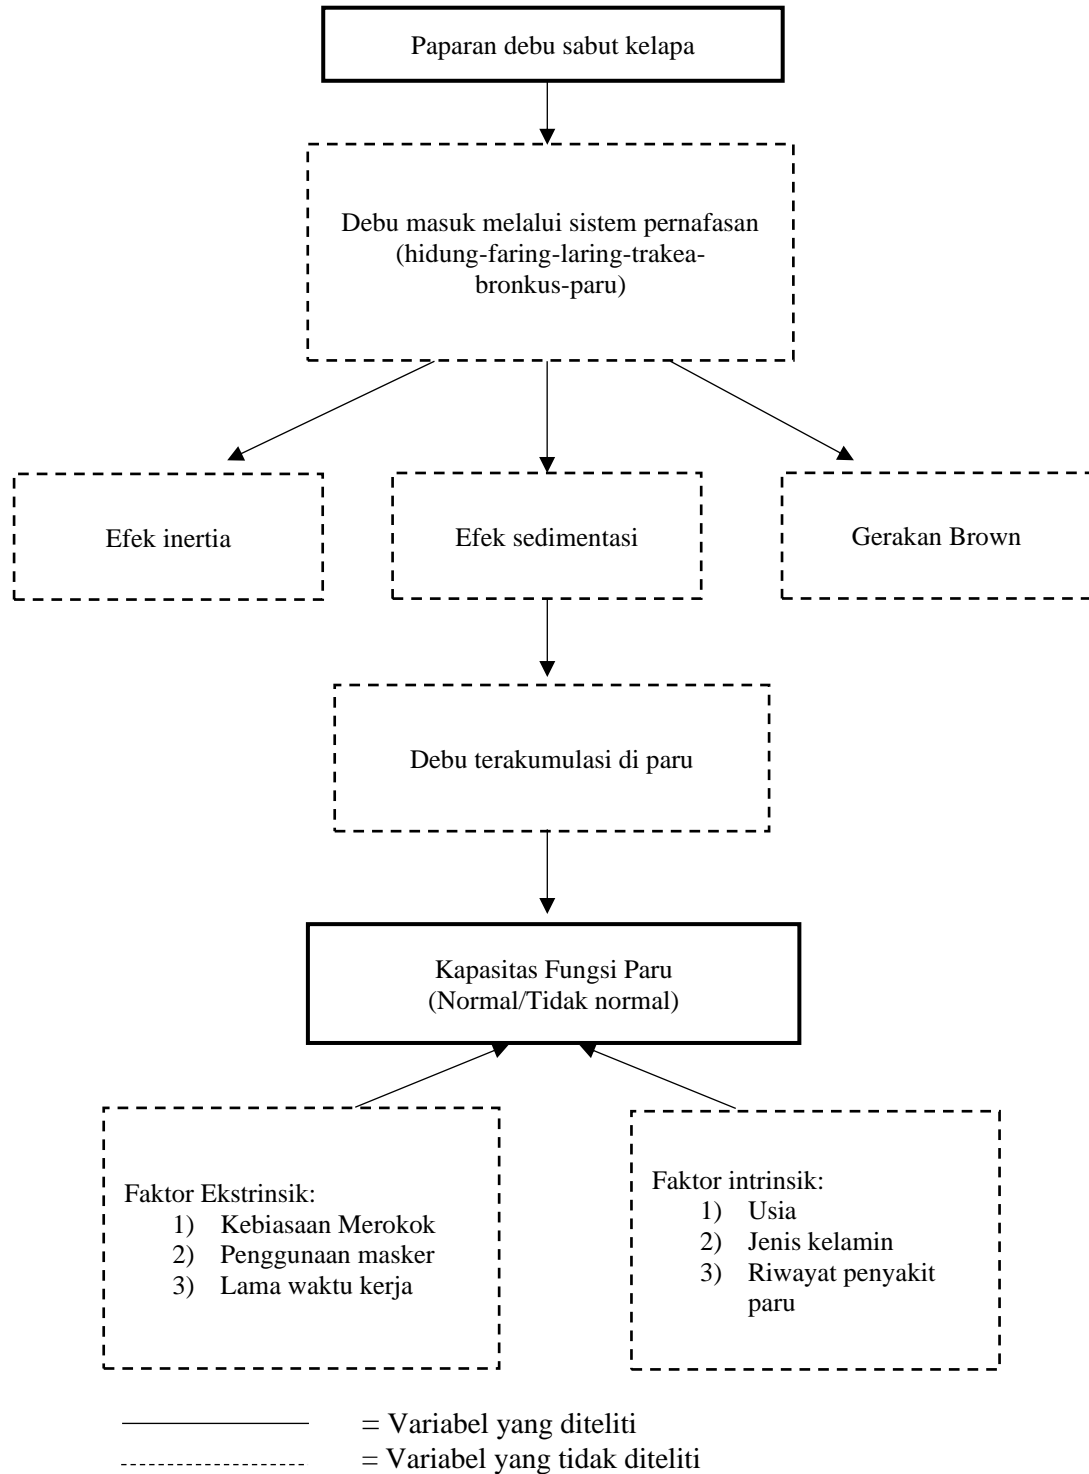 Paparan debu sabut kelapa
Debu masuk melalui sistem pernafasan
(hidung-faring-laring-trakea-
bronkus-paru)
Efek inertia
Efek sedimentasi
Gerakan Brown
Debu terakumulasi di paru
Kapasitas Fungsi Paru
(Normal/Tidak normal)
Faktor Ekstrinsik:
1) Kebiasaan Merokok
2) Penggunaan masker
3) Lama waktu kerja
Faktor intrinsik:
1) Usia
2) Jenis kelamin
3) Riwayat penyakit
paru
= Variabel yang diteliti
= Variabel yang tidak diteliti